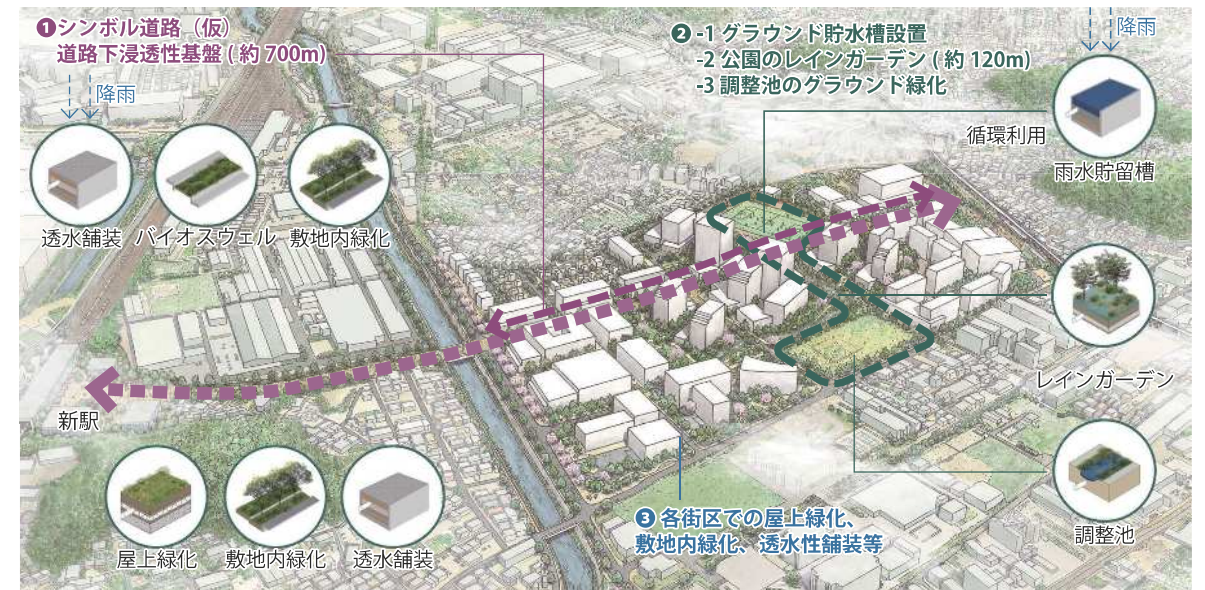 ❶シンボル道路（仮）
道路下浸透性基盤 ( 約 700m)
降雨
透水舗装
バイオスウェル
敷地内緑化
❷ -1 グラウンド貯水槽設置
-2 公園のレインガーデン ( 約 120m)
-3 調整池のグラウンド緑化
降雨
循環利用
雨水貯留槽
レインガーデン
調整池
新駅
屋上緑化
敷地内緑化
透水舗装
❸ 各街区での屋上緑化、
敷地内緑化、透水性舗装等